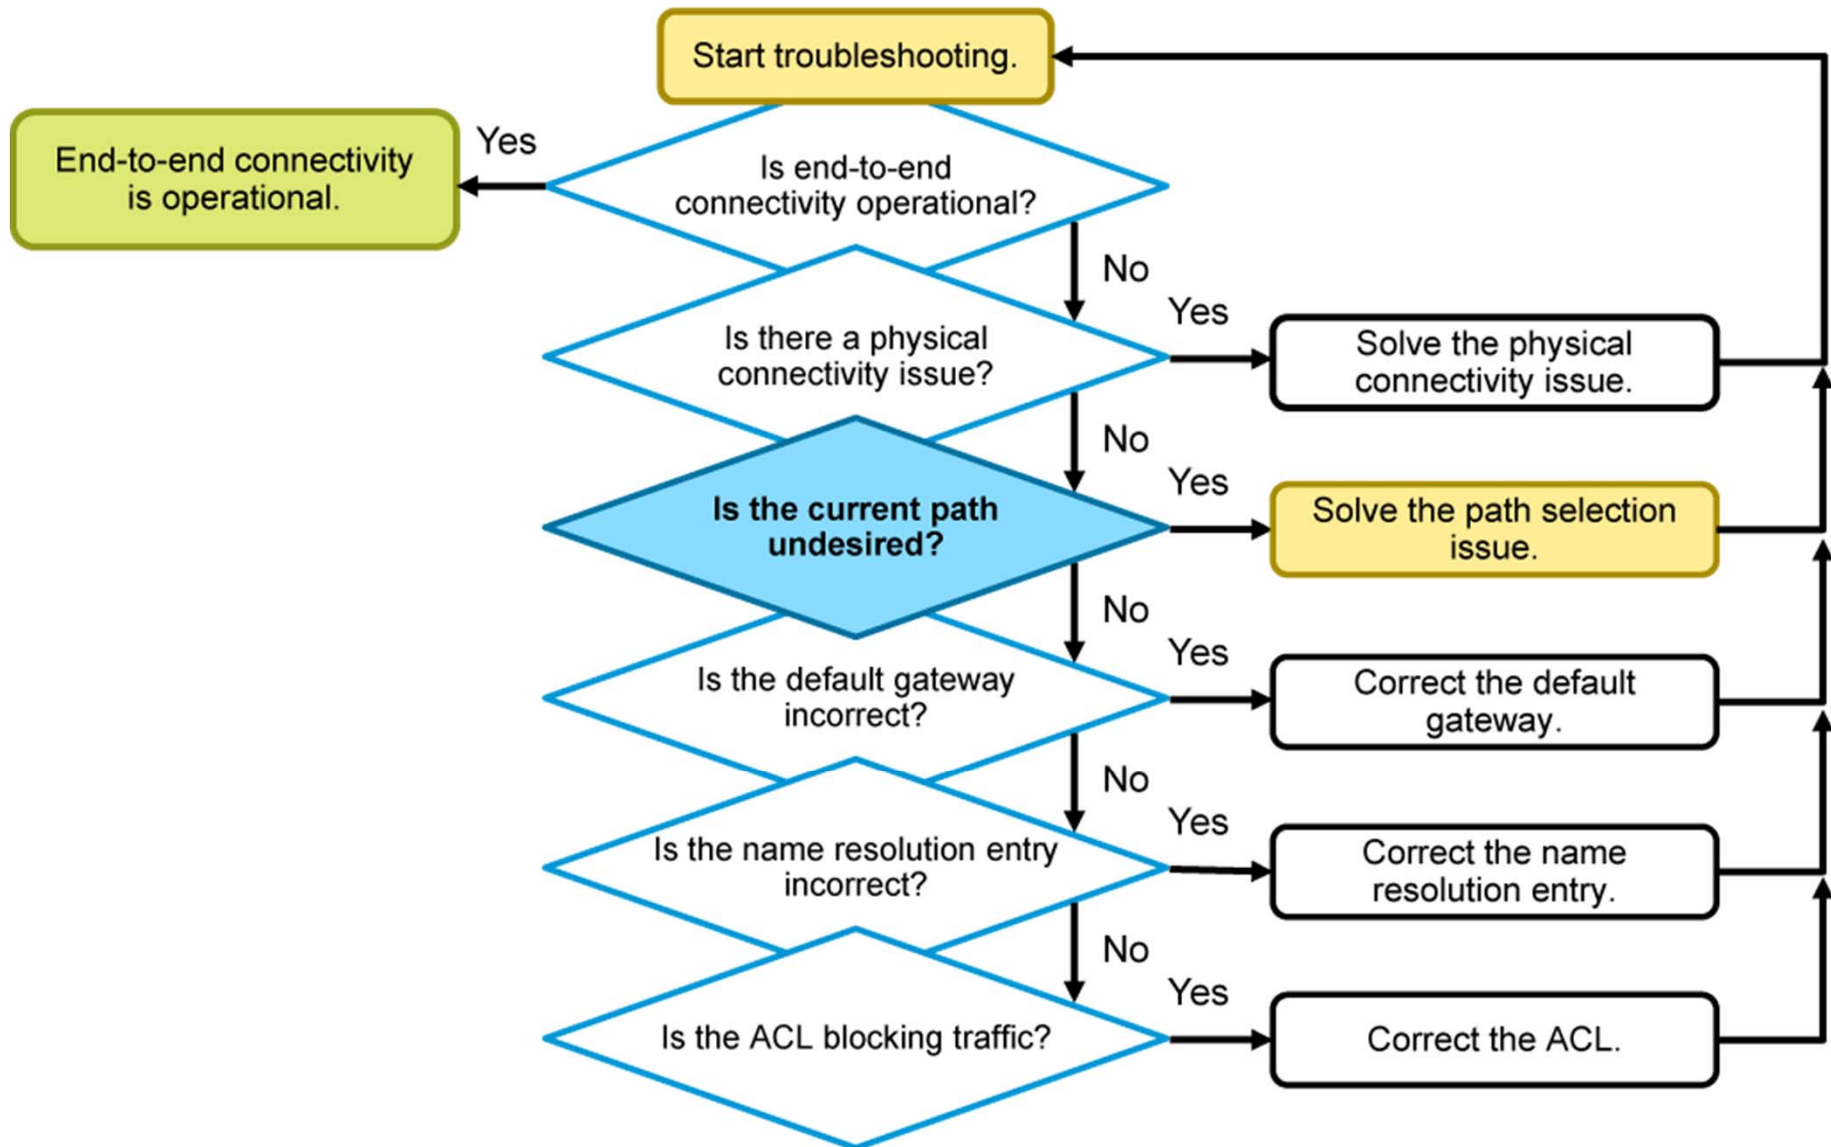 Start troubleshooting.
End-to-end connectivity
is operational.
Yes
Is end-to-end
connectivity operational?
No
Yes
Is there a physical
connectivity issue?
Solve the physical
connectivity issue.
No
Yes
Is the current path
undesired?
Solve the path selection
issue.
No
Yes
Is the default gateway
incorrect?
Correct the default
gateway.
No
Yes
Is the name resolution entry
incorrect?
Correct the name
resolution entry.
No
Yes
Is the ACL blocking traffic?
Correct the ACL.